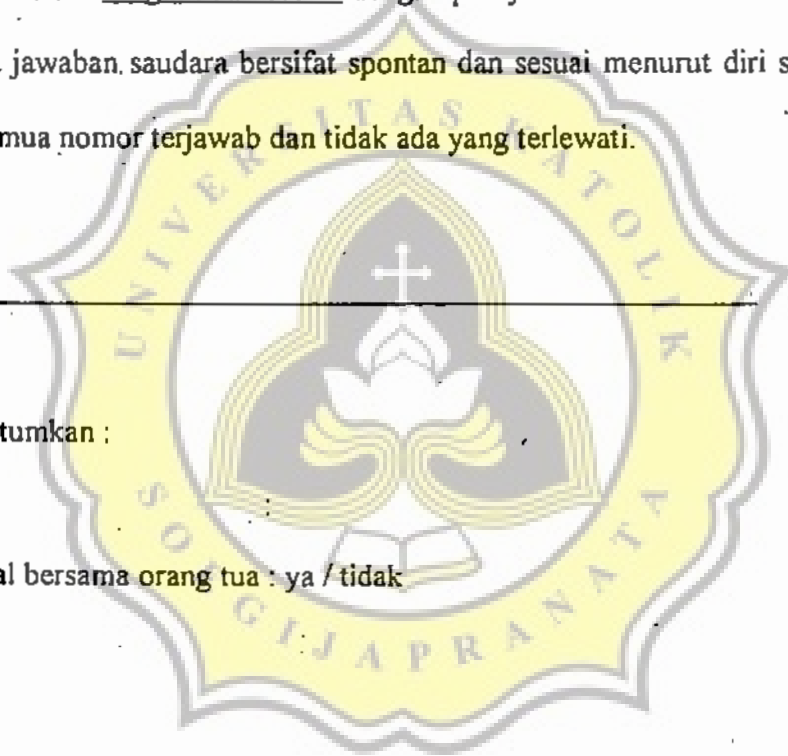 jawaban saudara bersifat spontan dan sesuai menurut diri s
mua nomor terjawab dan tidak ada yang terlewati.
tumkan :
:
al bersama orang tua : ya / tidak
UNIVERSITAS KATOLIK
SOEGIJAPRANATA